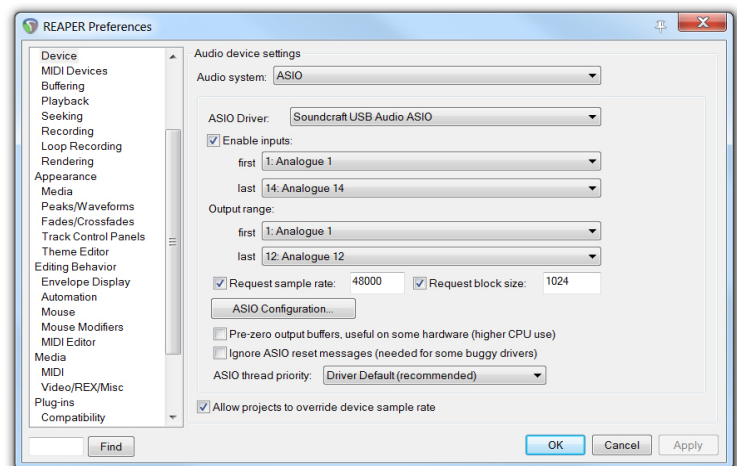 REAPER Preferences
Device
MIDI Devices
Buffering
Playback
Seeking
Recording
Loop Recording
Rendering
Appearance
Media
Peaks/Waveforms
Fades/Crossfades
Track Control Panels
Theme Editor
Editing Behavior
Envelope Display
Automation
Mouse
Mouse Modifiers
MIDI Editor
Media
MIDI
Video/REX/Misc
Plug-ins
Compatibility
Find
Audio device settings
Audio system: ASIO
ASIO Driver: Soundcraft USB Audio ASIO
Enable inputs:
first 1: Analogue 1
last 14: Analogue 14
Output range:
first 1: Analogue 1
last 12: Analogue 12
Request sample rate: 48000 Request block size: 1024
ASIO Configuration...
Pre-zero output buffers, useful on some hardware (higher CPU use)
Ignore ASIO reset messages (needed for some buggy drivers)
ASIO thread priority: Driver Default (recommended)
Allow projects to override device sample rate
OK Cancel Apply